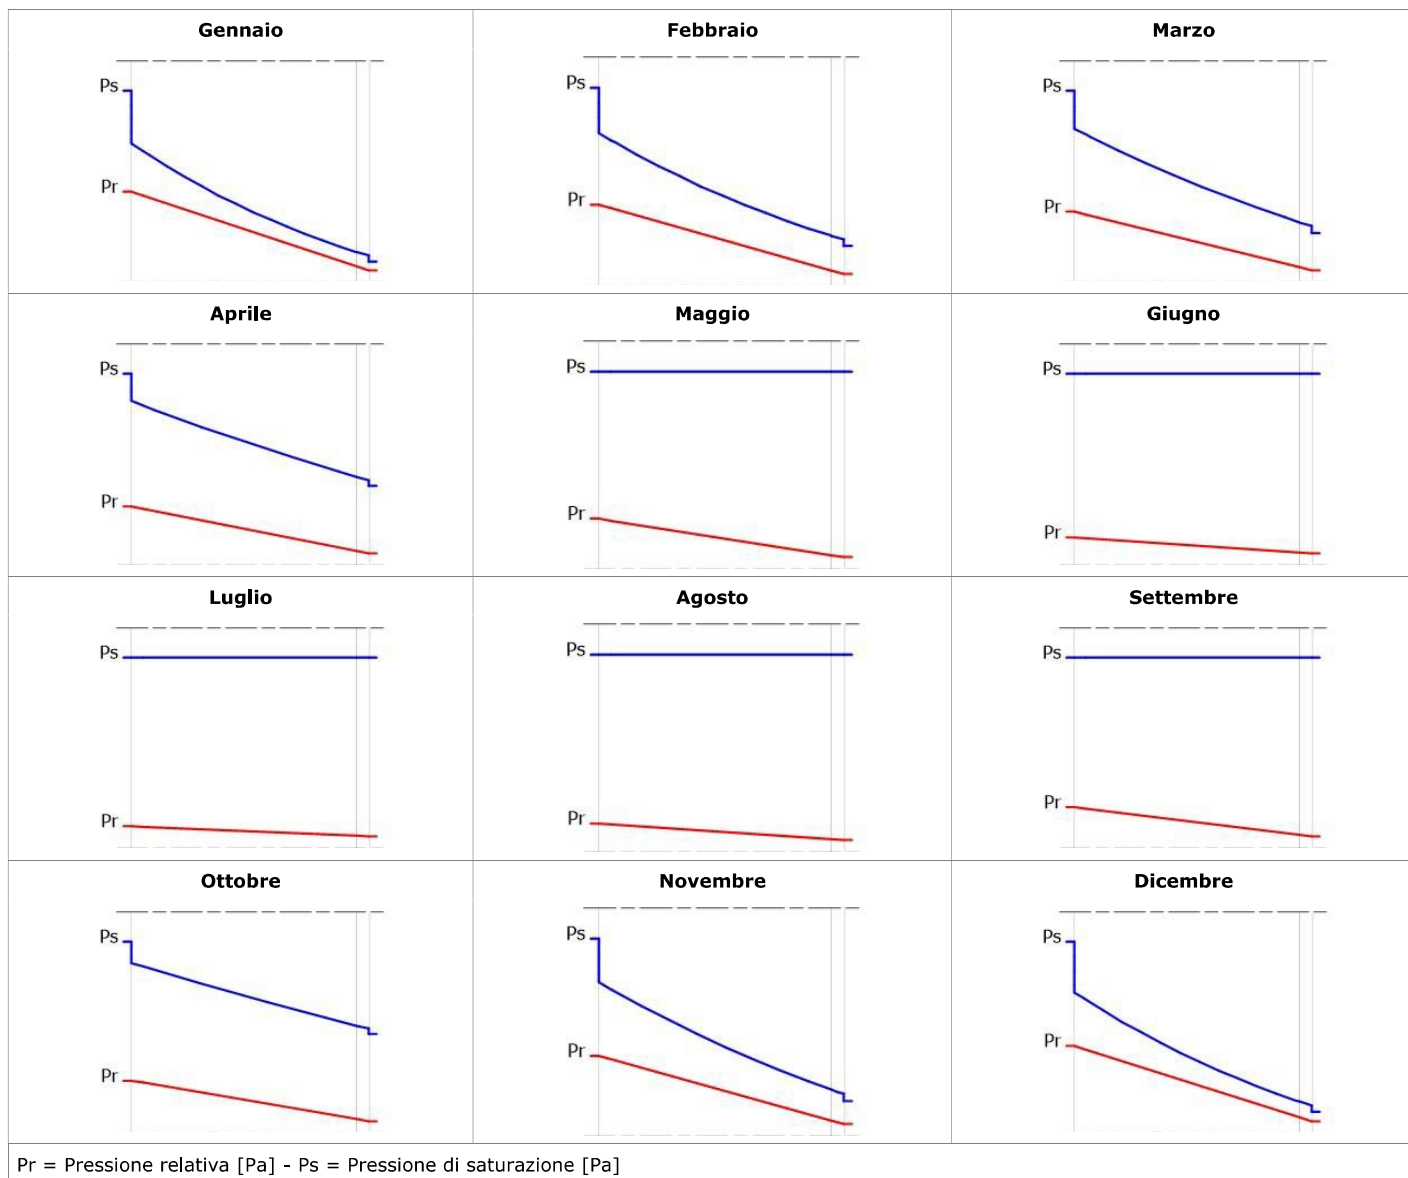 Gennaio
Febbraio
Marzo
Ps
Pr
Ps
Pr
Ps
Pr
Aprile
Maggio
Giugno
Ps
Pr
Ps
Pr
Ps
Pr
Luglio
Agosto
Settembre
Ps
Pr
Ps
Pr
Ps
Pr
Ottobre
Novembre
Dicembre
Ps
Pr
Ps
Pr
Ps
Pr
Pr = Pressione relativa [Pa] - Ps = Pressione di saturazione [Pa]